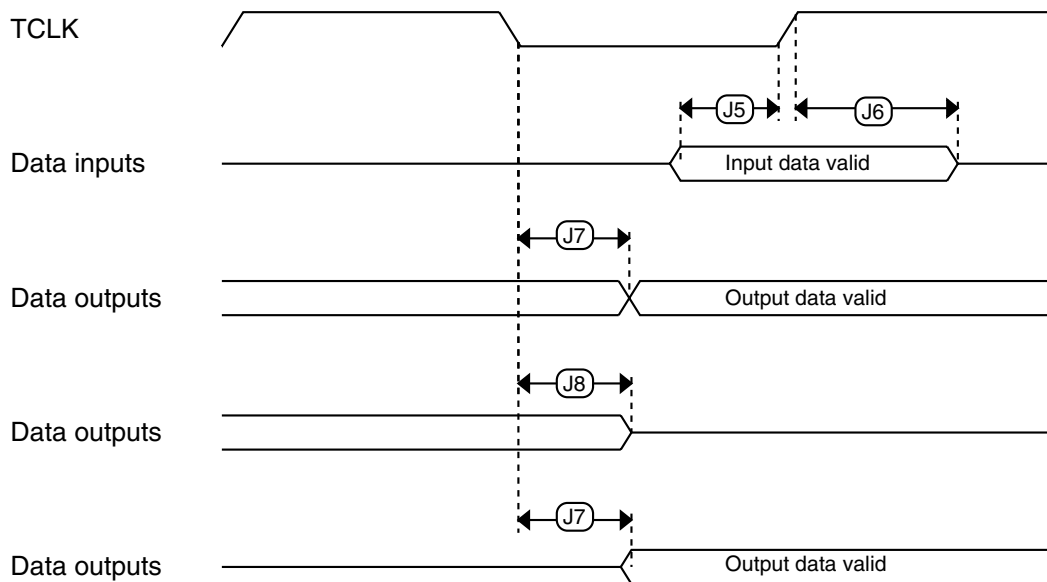 TCLK
J5
J6
Data inputs
Input data valid
J7
Data outputs
Output data valid
J8
Data outputs
J7
Data outputs
Output data valid